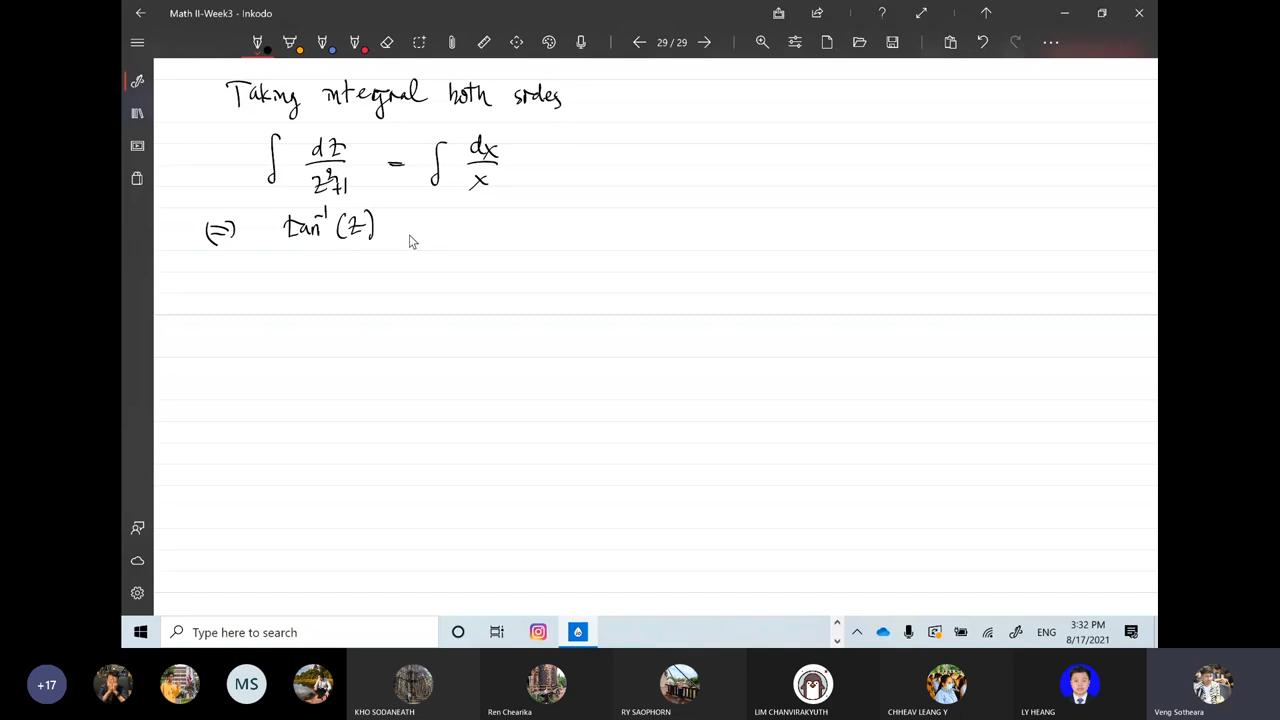 Math II-Week3 - Inkodo
29 / 29
Taking integral both sides
∫ dz/(z²+1) = ∫ dx/x
(=) tan⁻¹ (z)
Type here to search
ENG
3:32 PM
8/17/2021
+17
MS
KHO SODANEATH
Ren Chearika
RY SAOPHORN
LIM CHANVIRAKYUTH
CHHEAV LEANG Y
LY HEANG
Veng Sotheara